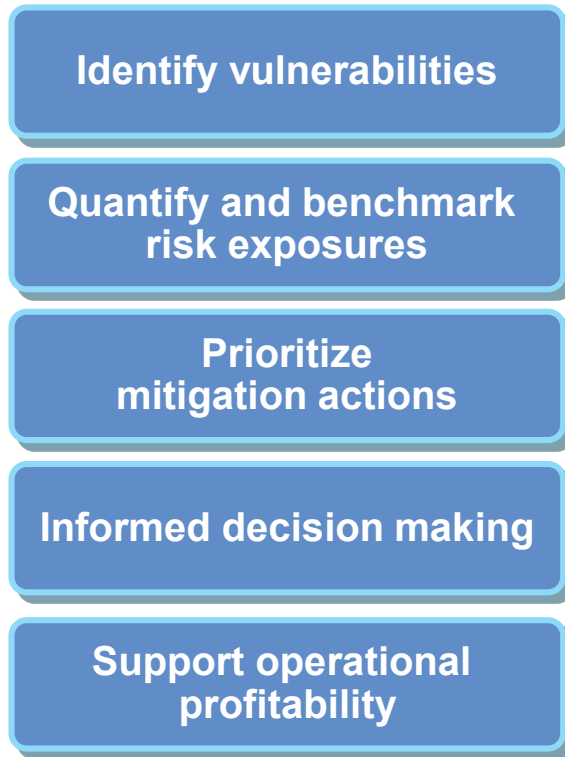 Identify vulnerabilities
Quantify and benchmark
risk exposures
Prioritize
mitigation actions
Informed decision making
Support operational
profitability